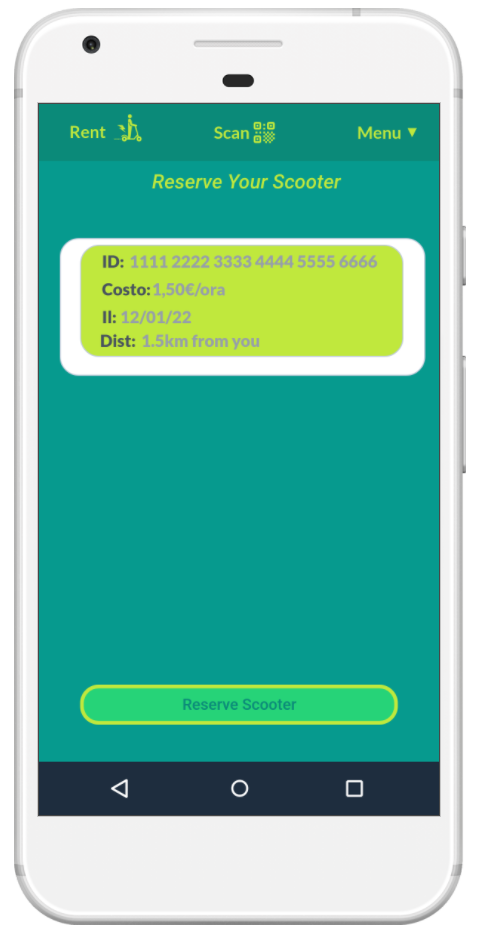 Rent Scan Menu ▼
Reserve Your Scooter
ID: 1111 2222 3333 4444 5555 6666
Costo: 1,50€/ora
Il: 12/01/22
Dist: 1.5km from you
Reserve Scooter